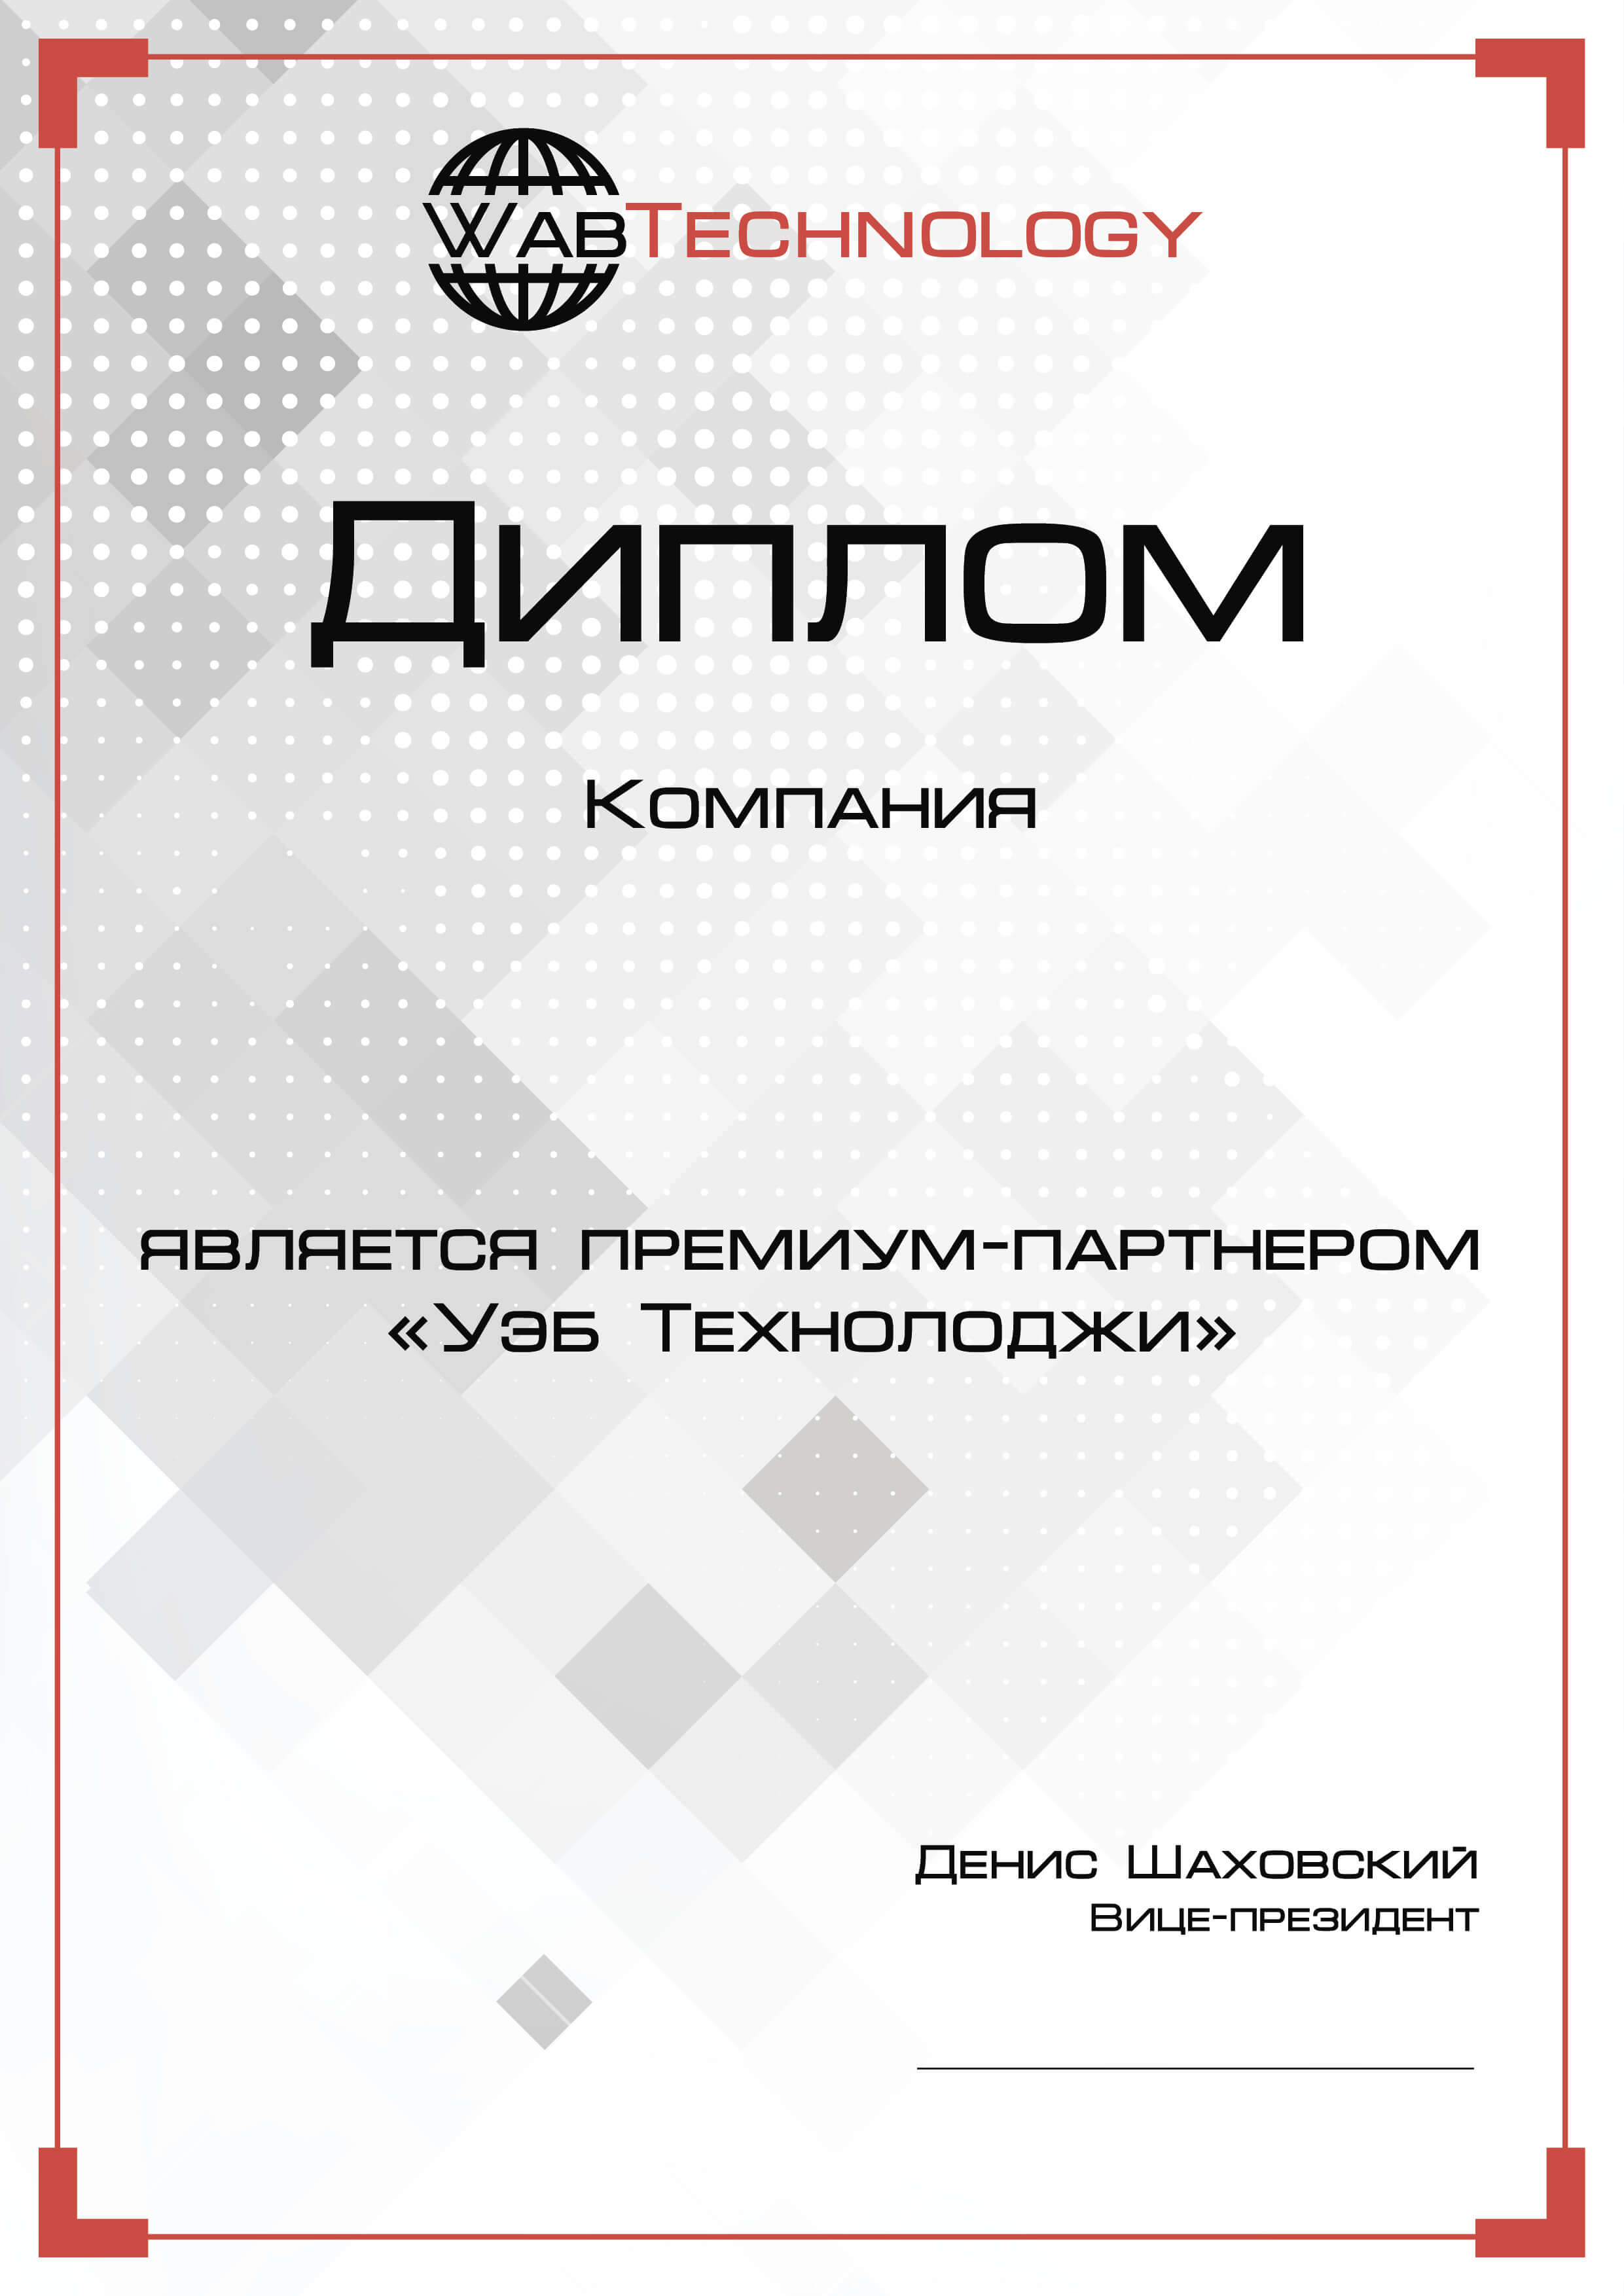 WabTechnology
Диплом
Компания
является премиум-партнером
«Уэб Технолоджи»
Денис Шаховский
Вице-президент